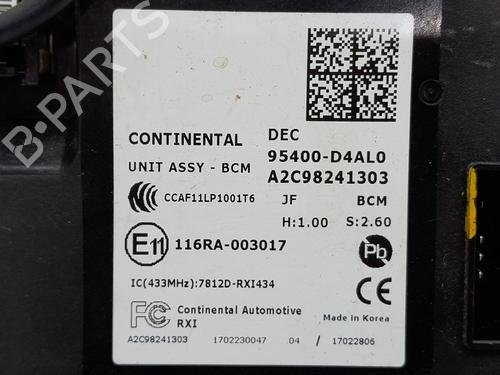 B-PARTS
DEC
CONTINENTAL
95400-D4AL0
UNIT ASSY - BCM
A2C98241303
CCAF11LP1001T6
JF BCM
H:1.00 S:2.60
E11 116RA-003017
Pb
IC(433MHz):7812D-RXI434
CE
FC Continental Automotive
RXI
Made in Korea
A2C98241303 1702230047 04 / 17022806